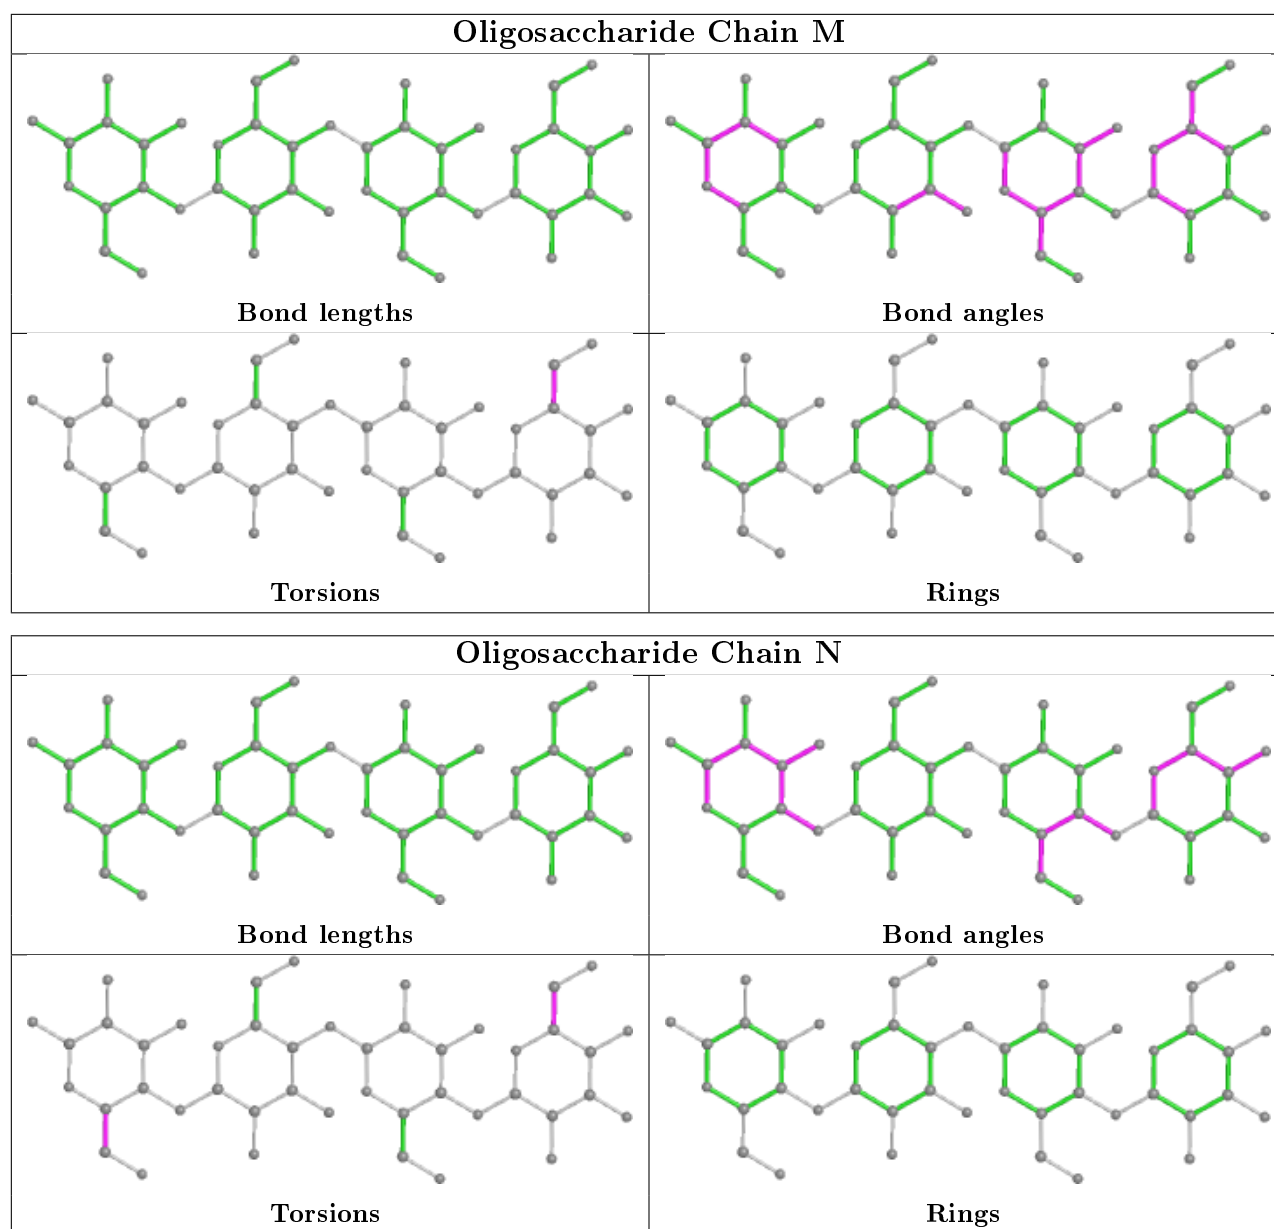 Oligosaccharide Chain M
Bond lengths
Bond angles
Torsions
Rings
Oligosaccharide Chain N
Bond lengths
Bond angles
Torsions
Rings